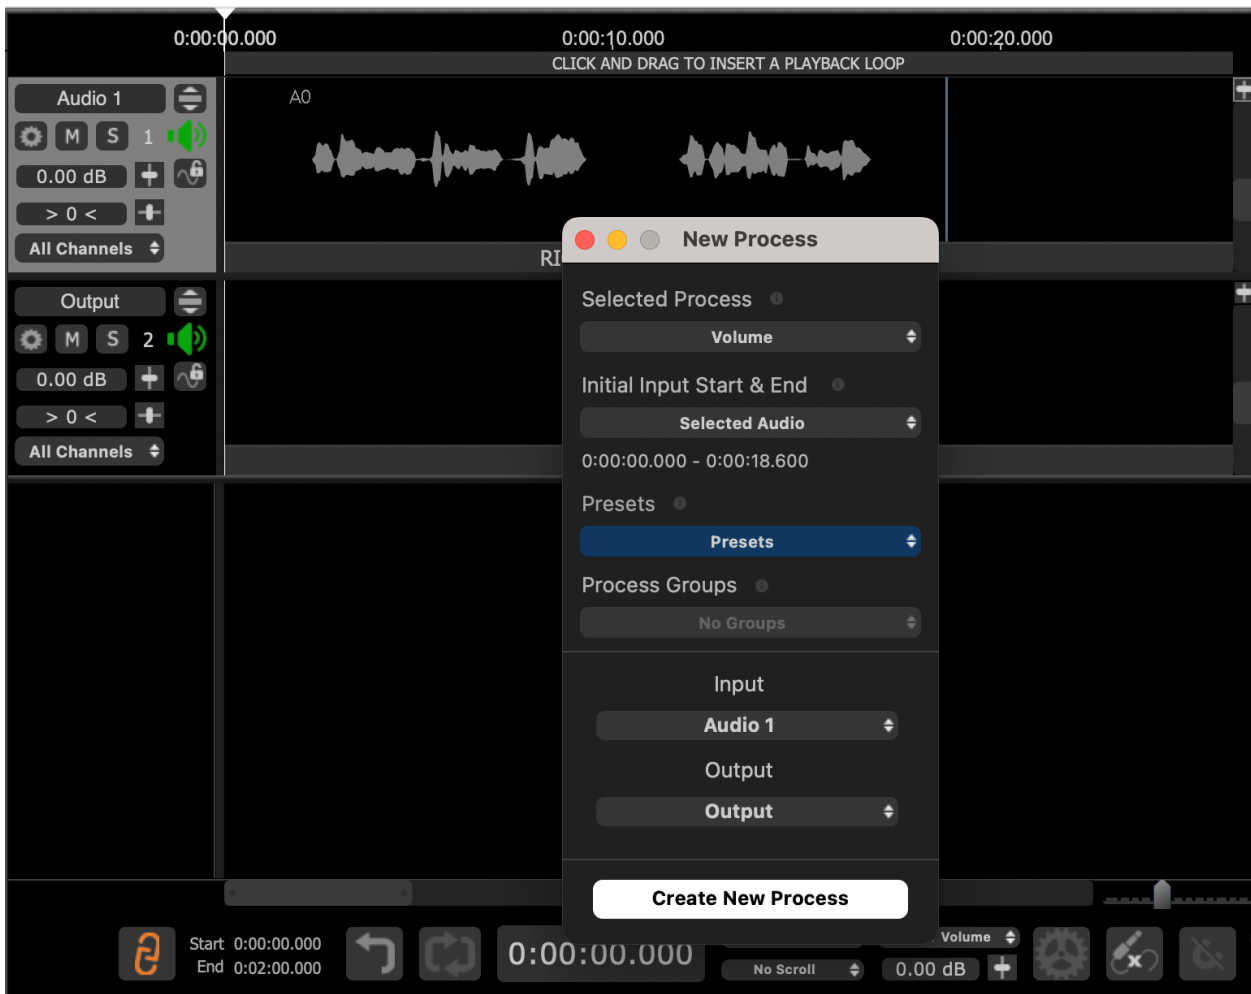 0:00:00.000
0:00:10.000
0:00:20.000
CLICK AND DRAG TO INSERT A PLAYBACK LOOP
Audio 1
A0
M S 1
0.00 dB
> 0 <
All Channels
RI
Output
M S 2
0.00 dB
> 0 <
All Channels
New Process
Selected Process
Volume
Initial Input Start & End
Selected Audio
0:00:00.000 - 0:00:18.600
Presets
Presets
Process Groups
No Groups
Input
Audio 1
Output
Output
Create New Process
Start 0:00:00.000
End 0:02:00.000
0:00:00.000
No Scroll
Volume
0.00 dB
x